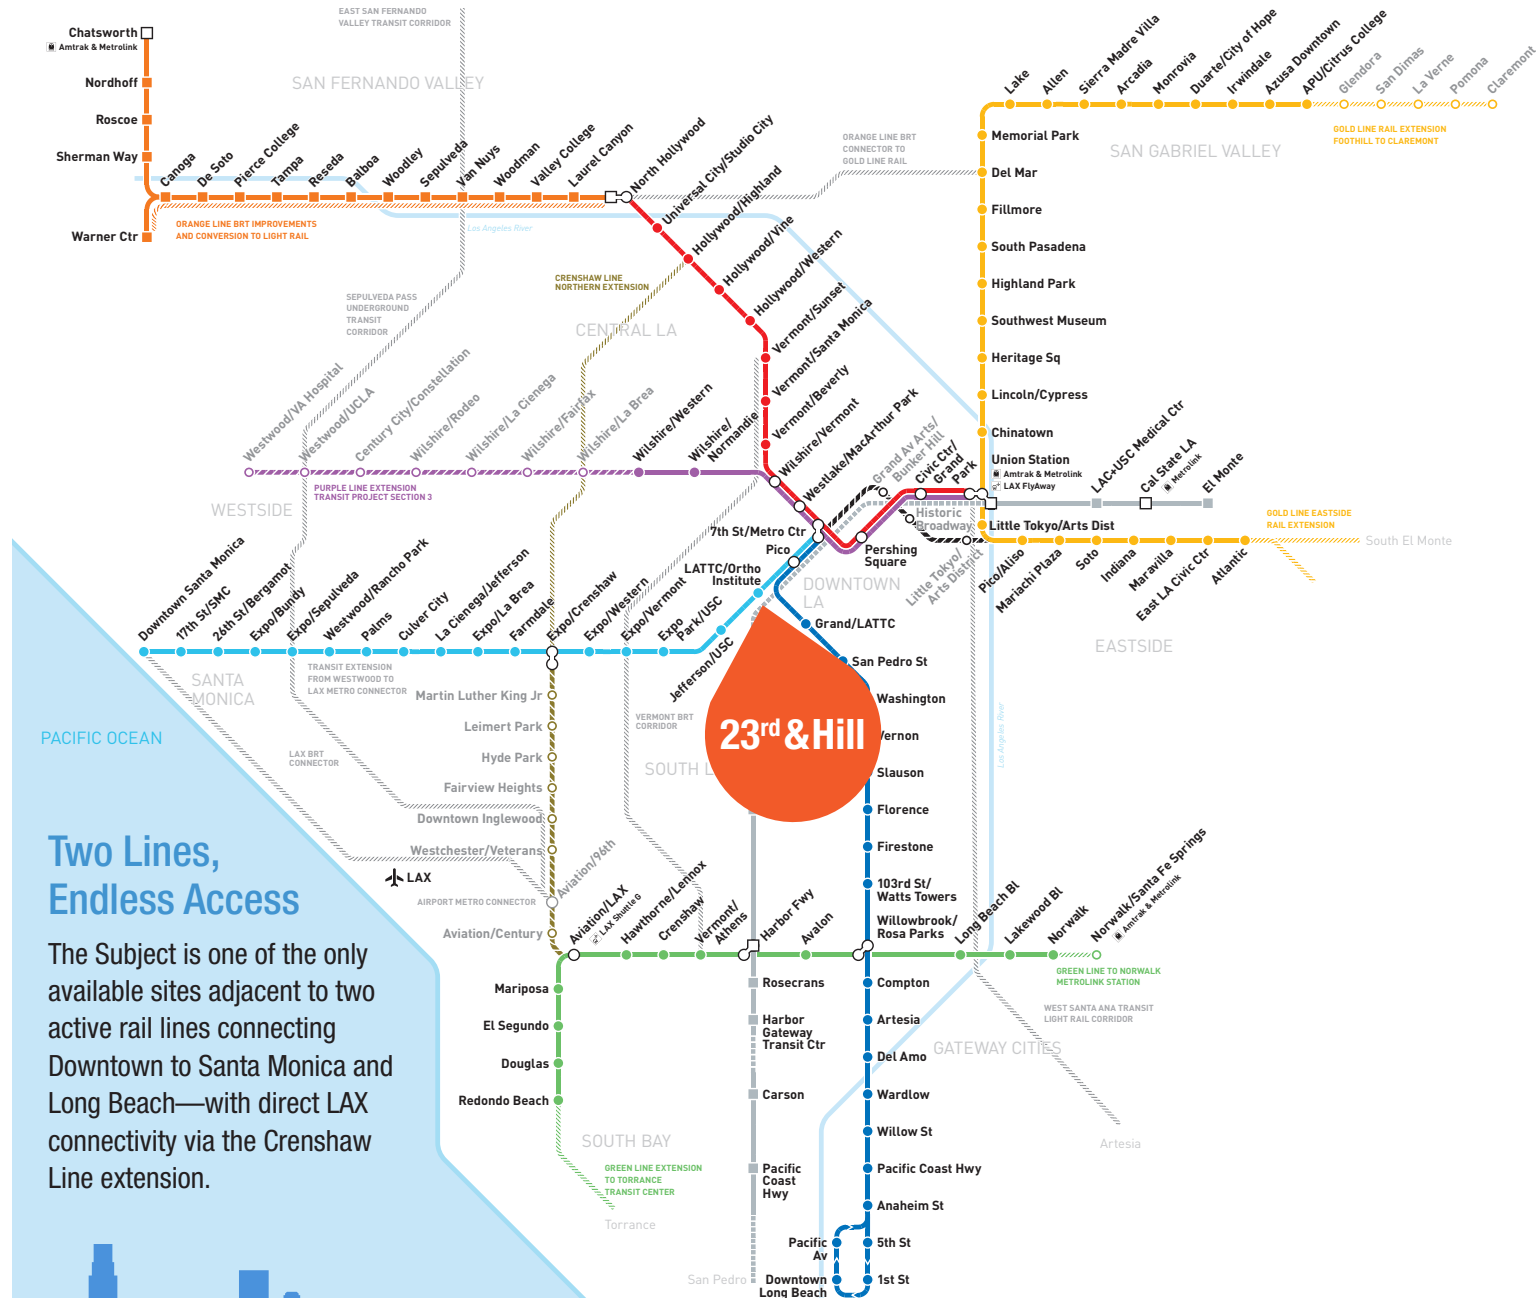 EAST SAN FERNANDO
VALLEY TRANSIT CORRIDOR
Chatsworth
Amtrak & Metrolink
Nordhoff
Roscoe
Sherman Way
Warner Ctr
SAN FERNANDO VALLEY
Canoga
De Soto
Pierce College
Tampa
Reseda
Balboa
Woodley
Sepulveda
Van Nuys
Woodman
Valley College
Laurel Canyon
North Hollywood
ORANGE LINE BRT IMPROVEMENTS
AND CONVERSION TO LIGHT RAIL
Los Angeles River
Universal City/Studio City
Hollywood/Highland
Hollywood/Vine
Hollywood/Western
Vermont/Sunset
Vermont/Santa Monica
Vermont/Beverly
Wilshire/Vermont
Westlake/MacArthur Park
ORANGE LINE BRT
CONNECTOR TO
GOLD LINE RAIL
Lake
Allen
Sierra Madre Villa
Arcadia
Monrovia
Duarte/City of Hope
Irwindale
Azusa Downtown
APU/Citrus College
Glendora
San Dimas
La Verne
Pomona
Claremont
GOLD LINE RAIL EXTENSION
FOOTHILL TO CLAREMONT
SAN GABRIEL VALLEY
Memorial Park
Del Mar
Fillmore
South Pasadena
Highland Park
Southwest Museum
Heritage Sq
Lincoln/Cypress
Chinatown
Union Station
Amtrak & Metrolink
LAX FlyAway
CRENSHAW LINE
NORTHERN EXTENSION
SEPULVEDA PASS
UNDERGROUND
TRANSIT
CORRIDOR
CENTRAL LA
Westwood/VA Hospital
Westwood/UCLA
Century City/Constellation
Wilshire/Rodeo
Wilshire/La Cienega
Wilshire/Fairfax
Wilshire/La Brea
Wilshire/Western
Wilshire/
Normandie
PURPLE LINE EXTENSION
TRANSIT PROJECT SECTION 3
WESTSIDE
Grand Av Arts/
Bunker Hill
Civic Ctr/
Grand
Park
Historic
Broadway
LAC+USC Medical Ctr
Cal State LA
Metrolink
El Monte
7th St/Metro Ctr
Pico
Pershing
Square
Little Tokyo/Arts Dist
Little Tokyo/
Arts District
Pico/Aliso
Mariachi Plaza
Soto
Indiana
Maravilla
East LA Civic Ctr
Atlantic
GOLD LINE EASTSIDE
RAIL EXTENSION
South El Monte
LATTC/Ortho
Institute
DOWNTOWN
LA
EASTSIDE
Downtown Santa Monica
17th St/SMC
26th St/Bergamot
Expo/Bundy
Expo/Sepulveda
Westwood/Rancho Park
Palms
Culver City
La Cienega/Jefferson
Expo/La Brea
Farmdale
Expo/Crenshaw
Expo/Western
Expo/Vermont
Expo
Park/USC
Jefferson/USC
Grand/LATTC
San Pedro St
Washington
Vernon
Slauson
Florence
Firestone
103rd St/
Watts Towers
Willowbrook/
Rosa Parks
23rd & Hill
SANTA
MONICA
TRANSIT EXTENSION
FROM WESTWOOD TO
LAX METRO CONNECTOR
Martin Luther King Jr
Leimert Park
Hyde Park
Fairview Heights
Downtown Inglewood
Westchester/Veterans
Aviation/96th
AIRPORT METRO CONNECTOR
Aviation/Century
VERMONT BRT
CORRIDOR
SOUTH L
PACIFIC OCEAN
LAX BRT
CONNECTOR
LAX
Los Angeles River
Two Lines,
Endless Access
The Subject is one of the only
available sites adjacent to two
active rail lines connecting
Downtown to Santa Monica and
Long Beach—with direct LAX
connectivity via the Crenshaw
Line extension.
Aviation/LAX
LAX Shuttle G
Hawthorne/Lennox
Crenshaw
Vermont/
Athens
Harbor Fwy
Avalon
Long Beach Bl
Lakewood Bl
Norwalk
Norwalk/Santa Fe Springs
Amtrak & Metrolink
GREEN LINE TO NORWALK
METROLINK STATION
WEST SANTA ANA TRANSIT
LIGHT RAIL CORRIDOR
GATEWAY CITIES
Artesia
Mariposa
El Segundo
Douglas
Redondo Beach
SOUTH BAY
GREEN LINE EXTENSION
TO TORRANCE
TRANSIT CENTER
Torrance
Rosecrans
Harbor
Gateway
Transit Ctr
Carson
Pacific
Coast
Hwy
San Pedro
Compton
Artesia
Del Amo
Wardlow
Willow St
Pacific Coast Hwy
Anaheim St
Pacific
Av
5th St
Downtown
Long Beach
1st St